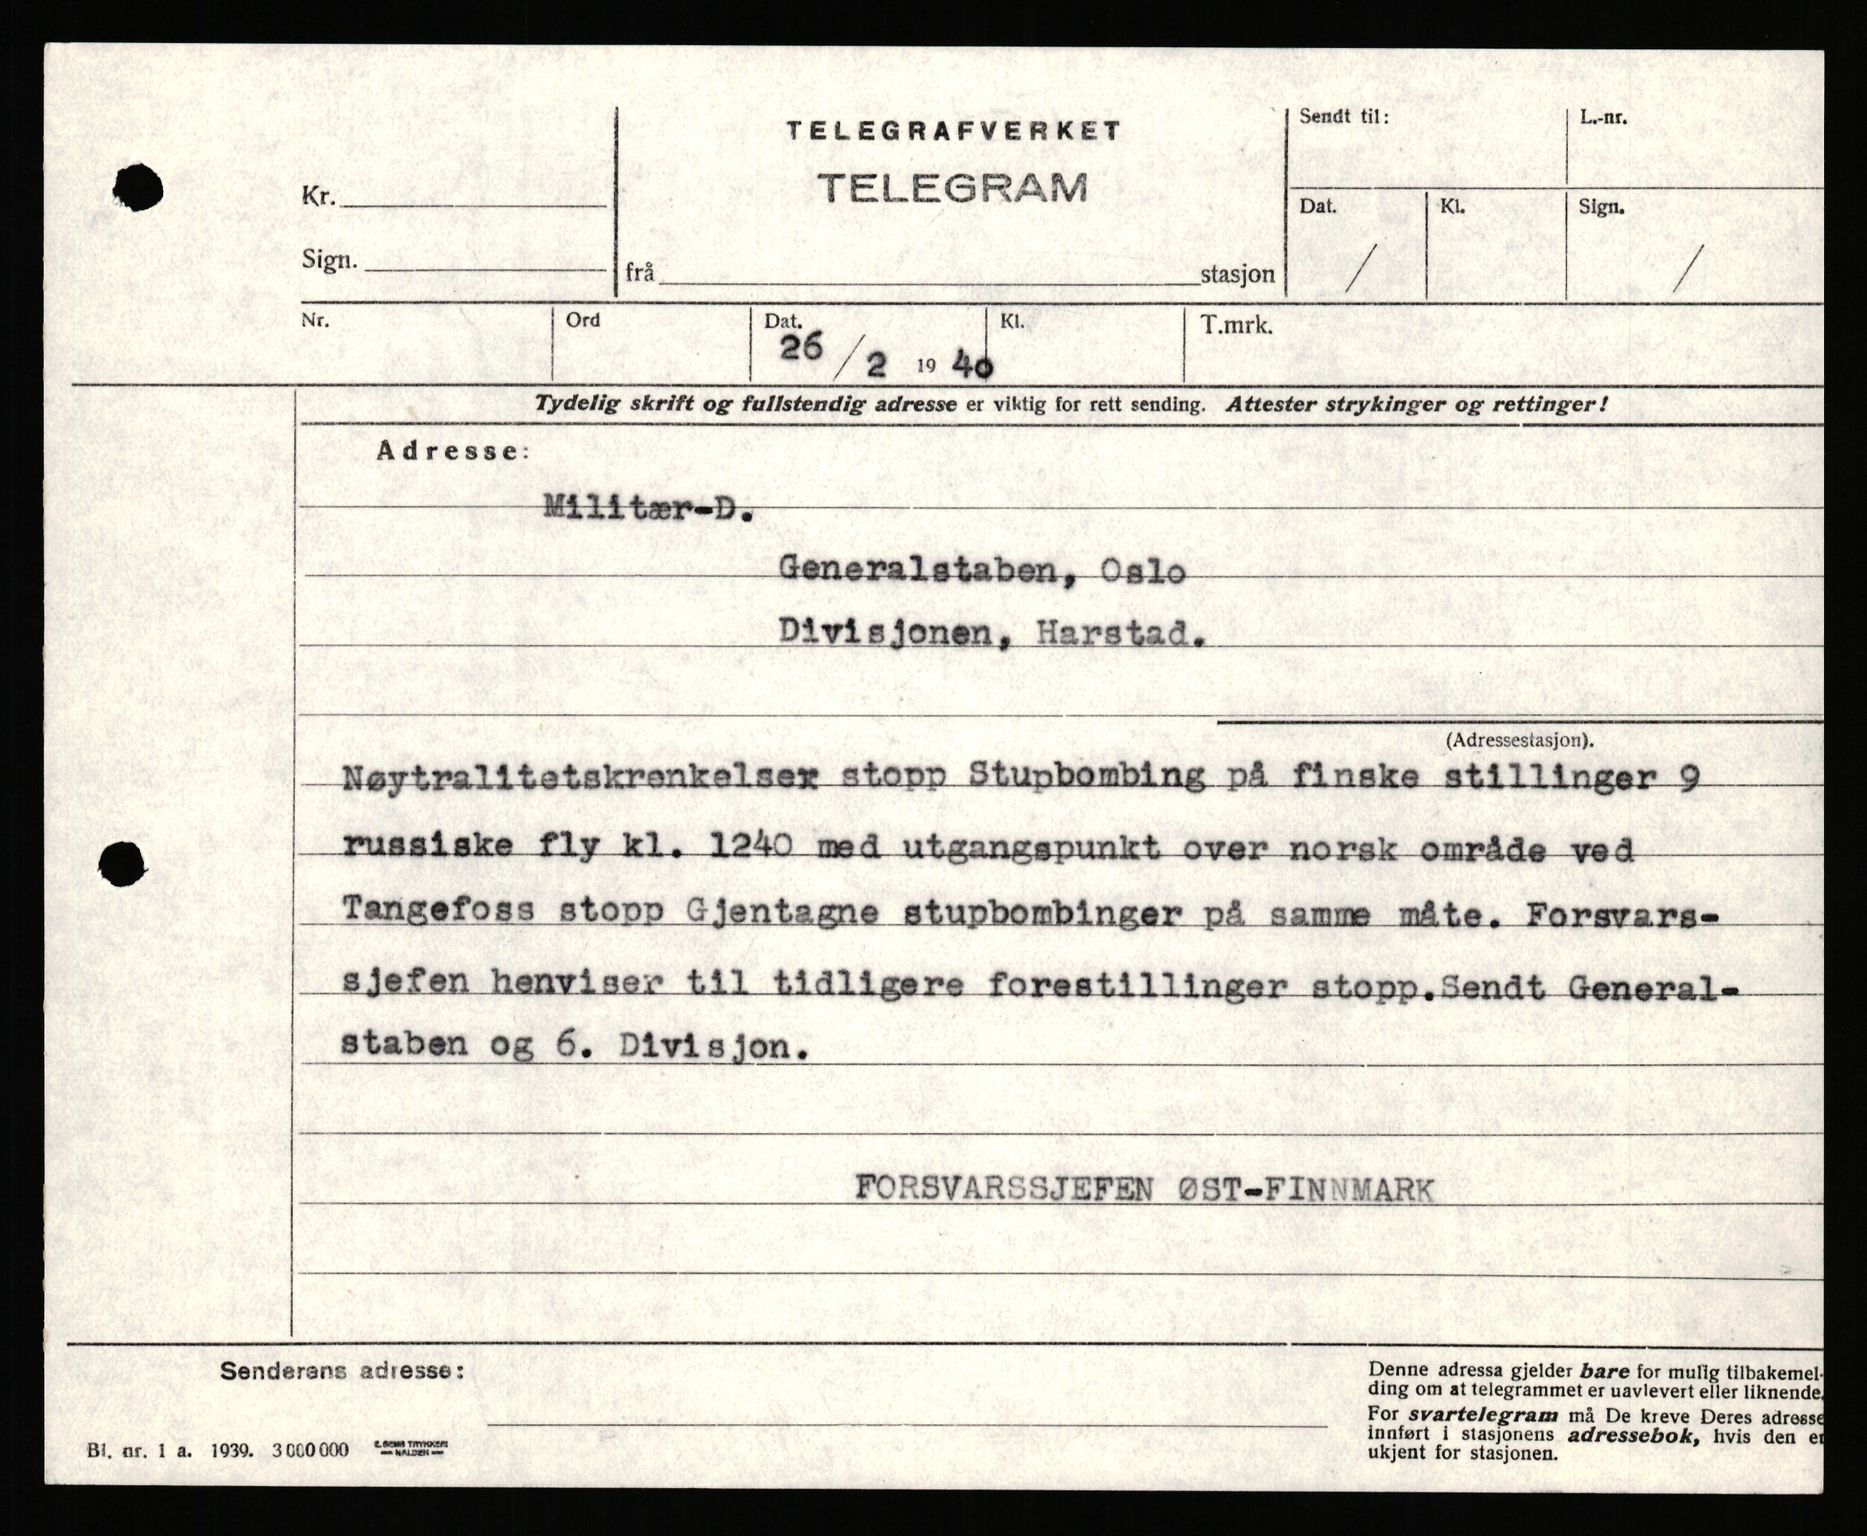 TELEGRAFVERKET
TELEGRAM
Kr.
Sign.
frå stasjon
Sendt til:
L.-nr.
Dat.
Kl.
Sign.
/
/
Nr.
Ord
Dat.
26/2 1940
Kl.
T.mrk.
Tydelig skrift og fullstendig adresse er viktig for rett sending. Attester strykinger og rettinger!
Adresse:
Militær-D.
Generalstaben, Oslo
Divisjonen, Harstad.
(Adressestasjon).
Nøytralitetskrenkelser stopp Stupbombing på finske stillinger 9
russiske fly kl. 1240 med utgangspunkt over norsk område ved
Tangefoss stopp Gjentagne stupbombinger på samme måte. Forsvars-
sjefen henviser til tidligere forestillinger stopp.Sendt General-
staben og 6. Divisjon.
FORSVARSSJEFEN ØST-FINNMARK
Senderens adresse:
Denne adressa gjelder bare for mulig tilbakemel-
ding om at telegrammet er uavlevert eller liknende.
For svartelegram må De kreve Deres adresse
innført i stasjonens adressebok, hvis den er
ukjent for stasjonen.
Bl. nr. 1 a. 1939. 3 000 000